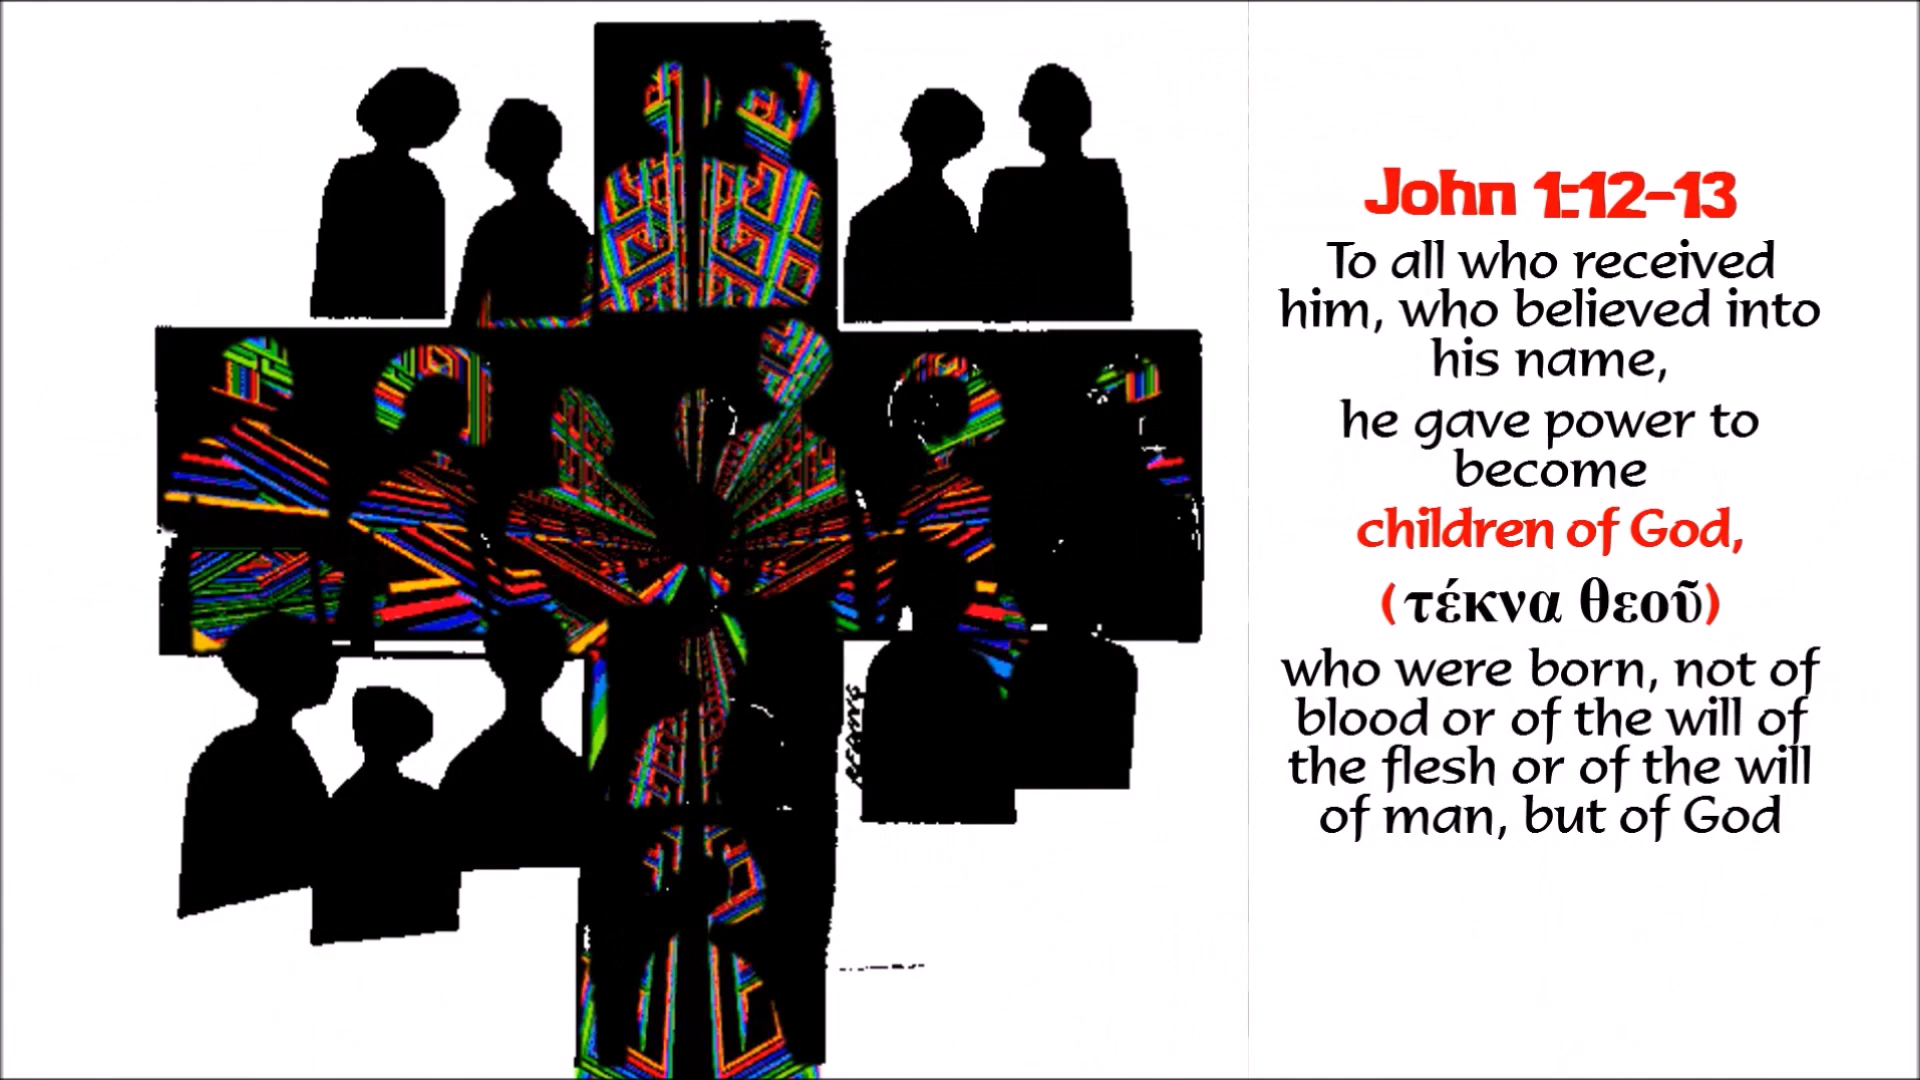 John 1:12-13
To all who received
him, who believed into
his name,
he gave power to
become
children of God,
(τέκνα θεοῦ)
who were born, not of
blood or of the will of
the flesh or of the will
of man, but of God